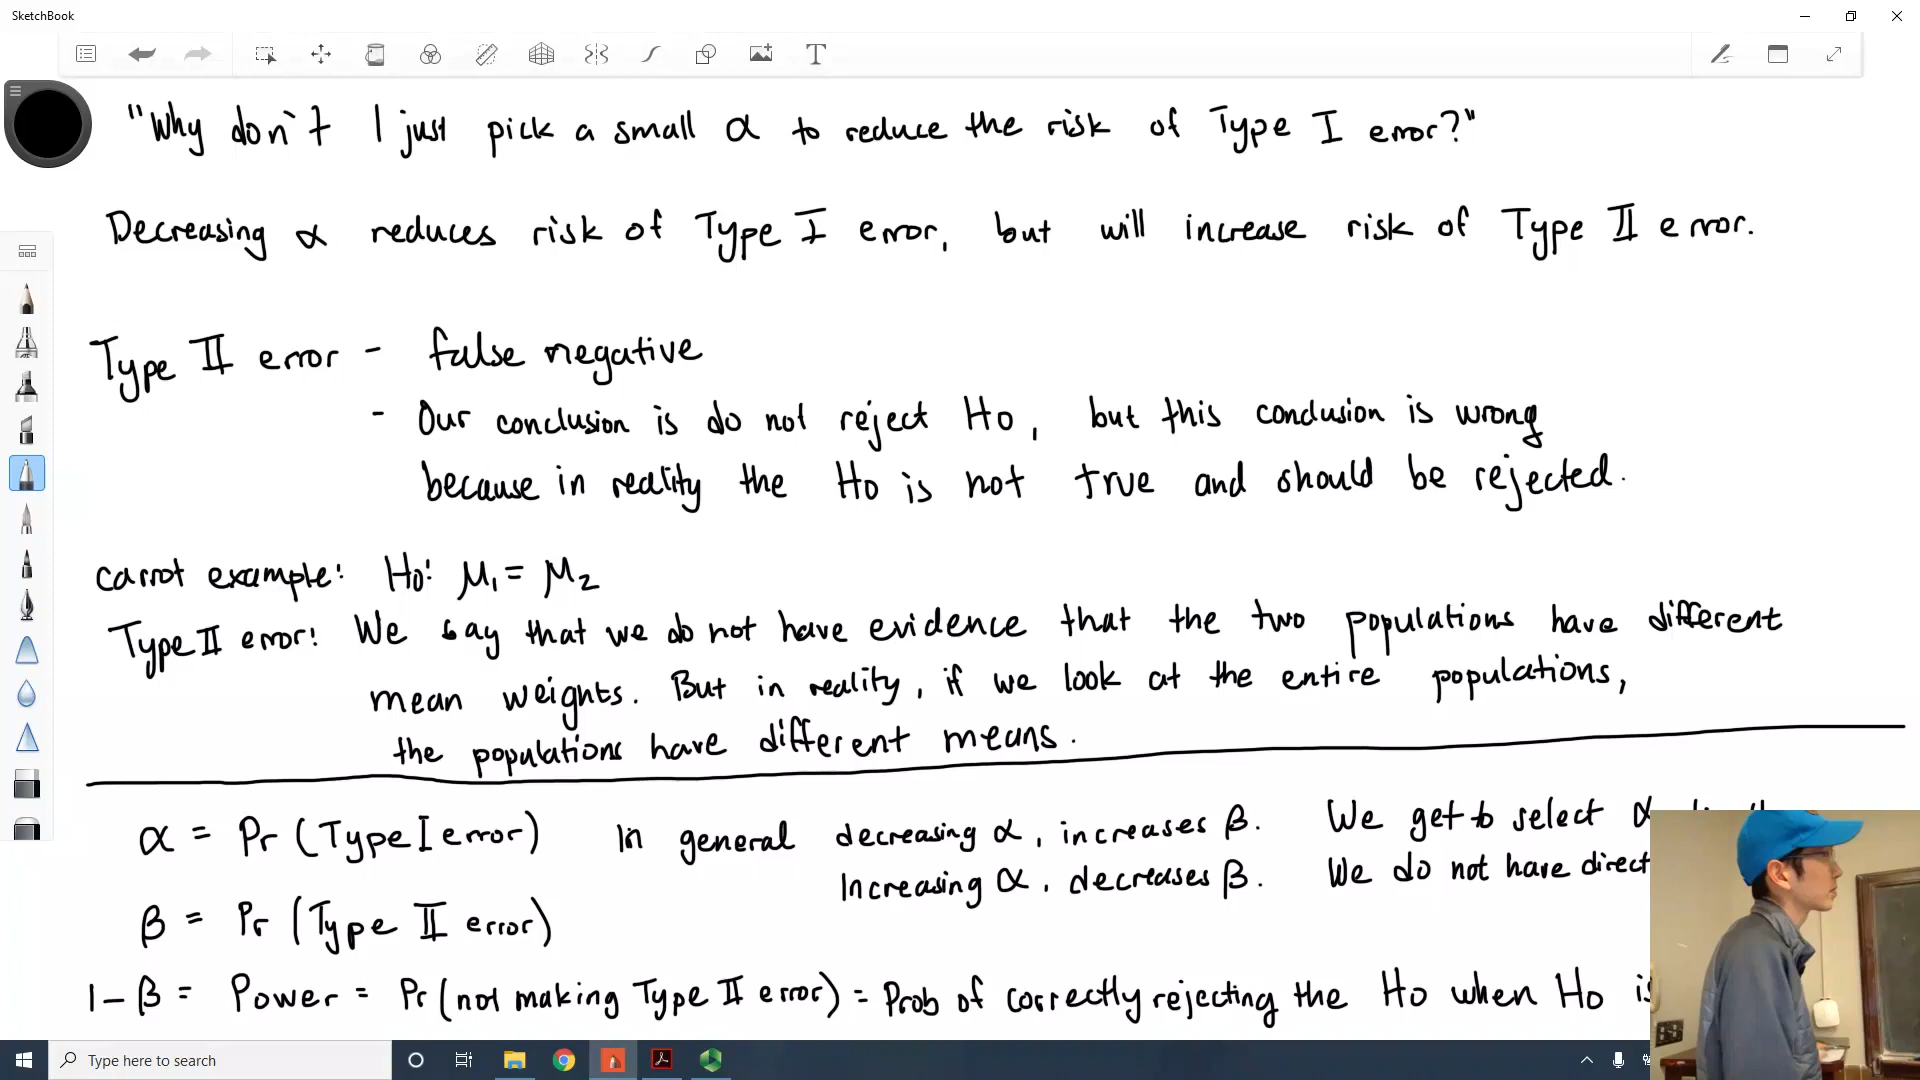 SketchBook
"Why don't I just pick a small α to reduce the risk of Type I error?"
Decreasing α reduces risk of Type I error, but will increase risk of Type II error.
Type II error - false negative
- Our conclusion is do not reject Ho, but this conclusion is wrong
because in reality the Ho is not true and should be rejected.
carrot example: Ho: μ₁ = μ₂
Type II error: We say that we do not have evidence that the two populations have different
mean weights. But in reality, if we look at the entire populations,
the populations have different means.
α = Pr (Type I error) In general decreasing α, increases β. We get to select α
Increasing α, decreases β. We do not have direct
β = Pr (Type II error)
1-β = Power = Pr (not making Type II error) = Prob of correctly rejecting the Ho when Ho is
Type here to search